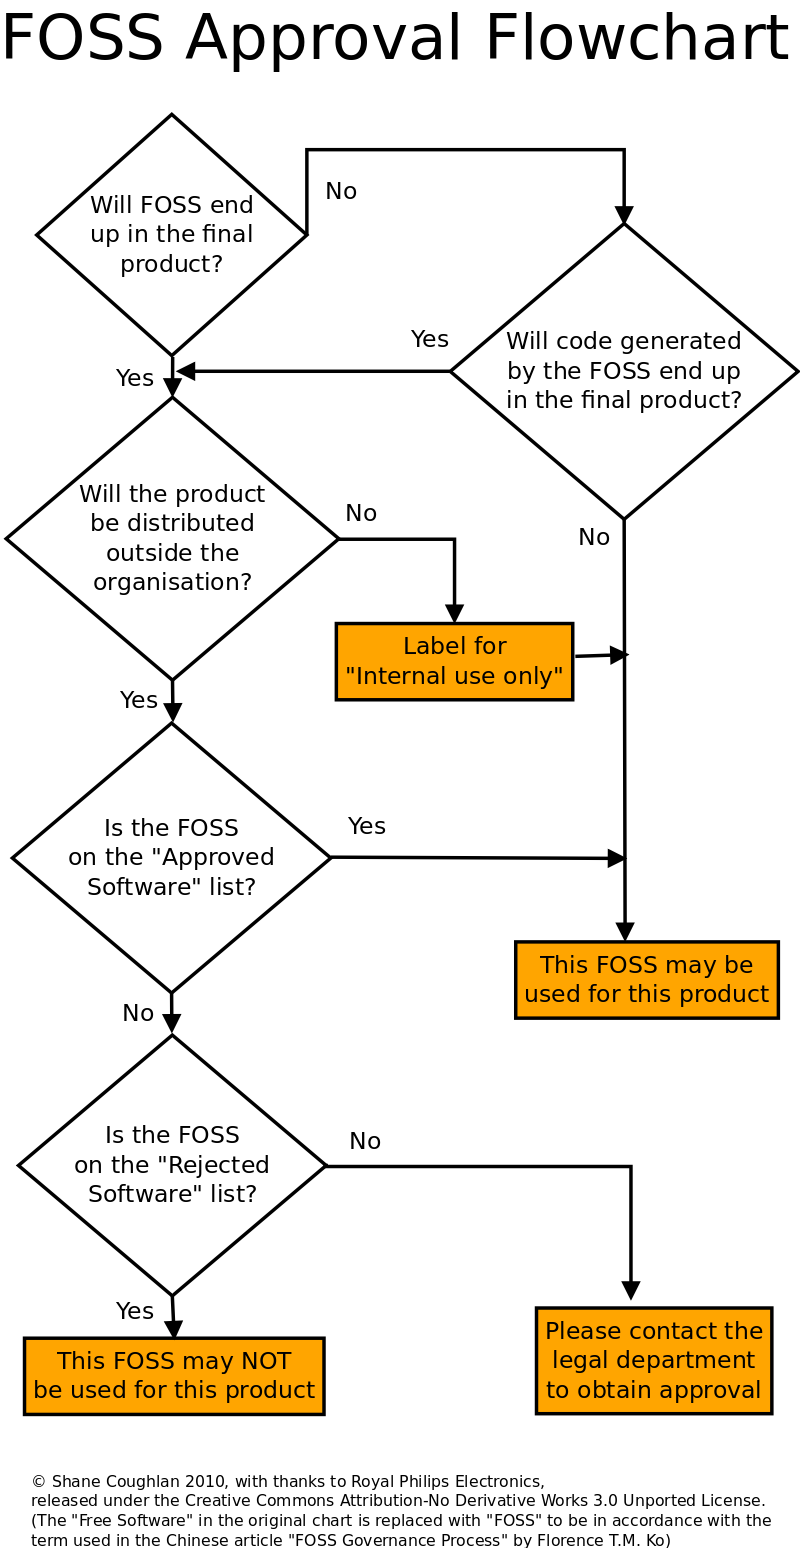 FOSS Approval Flowchart
Will FOSS end
up in the final
product?
No
Will code generated
by the FOSS end up
in the final product?
Yes
Yes
Will the product
be distributed
outside the
organisation?
No
No
Label for
"Internal use only"
Yes
Is the FOSS
on the "Approved
Software" list?
Yes
This FOSS may be
used for this product
No
Is the FOSS
on the "Rejected
Software" list?
No
Yes
This FOSS may NOT
be used for this product
Please contact the
legal department
to obtain approval
© Shane Coughlan 2010, with thanks to Royal Philips Electronics,
released under the Creative Commons Attribution-No Derivative Works 3.0 Unported License.
(The "Free Software" in the original chart is replaced with "FOSS" to be in accordance with the
term used in the Chinese article "FOSS Governance Process" by Florence T.M. Ko)